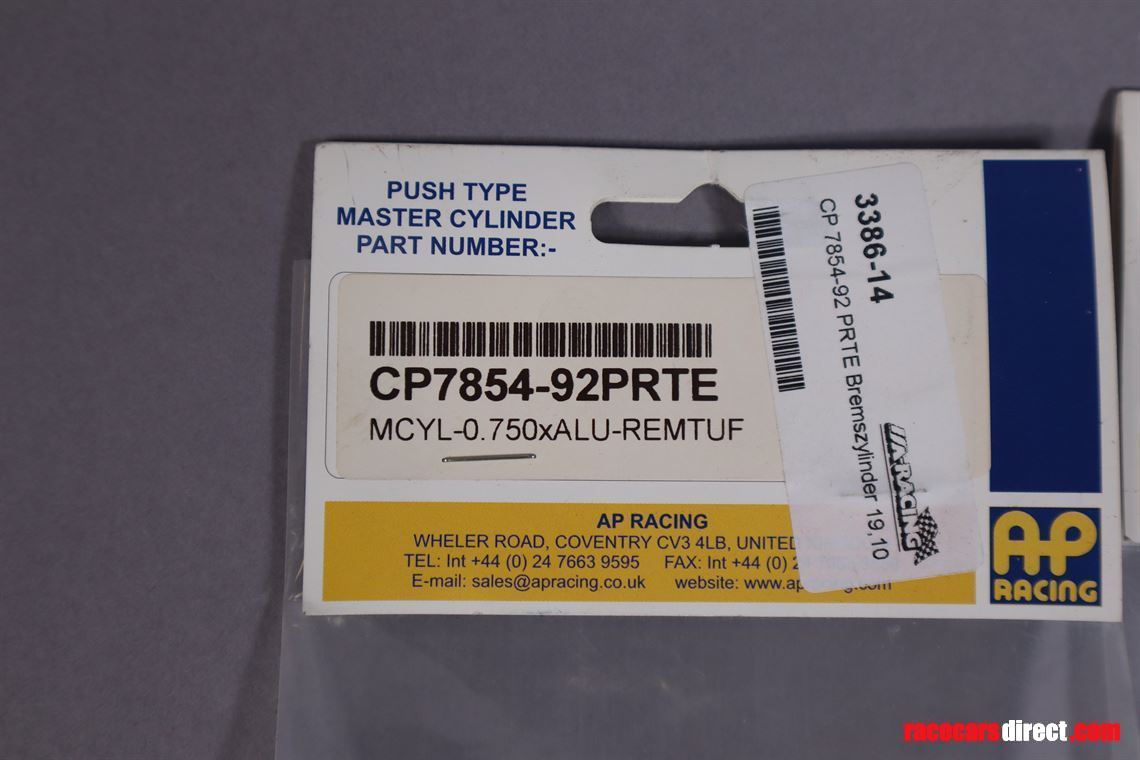 PUSH TYPE
MASTER CYLINDER
PART NUMBER:-
CP7854-92PRTE
MCYL-0.750xALU-REMTUF
3386-14
CP 7854-92 PRTE Bremszylinder 19,10
RACING
AP RACING
WHELER ROAD, COVENTRY CV3 4LB, UNITED
TEL: Int +44 (0) 24 7663 9595 FAX: Int +44 (0)
E-mail: sales@apracing.co.uk website:
AP
RACING
racecarsdirect.com